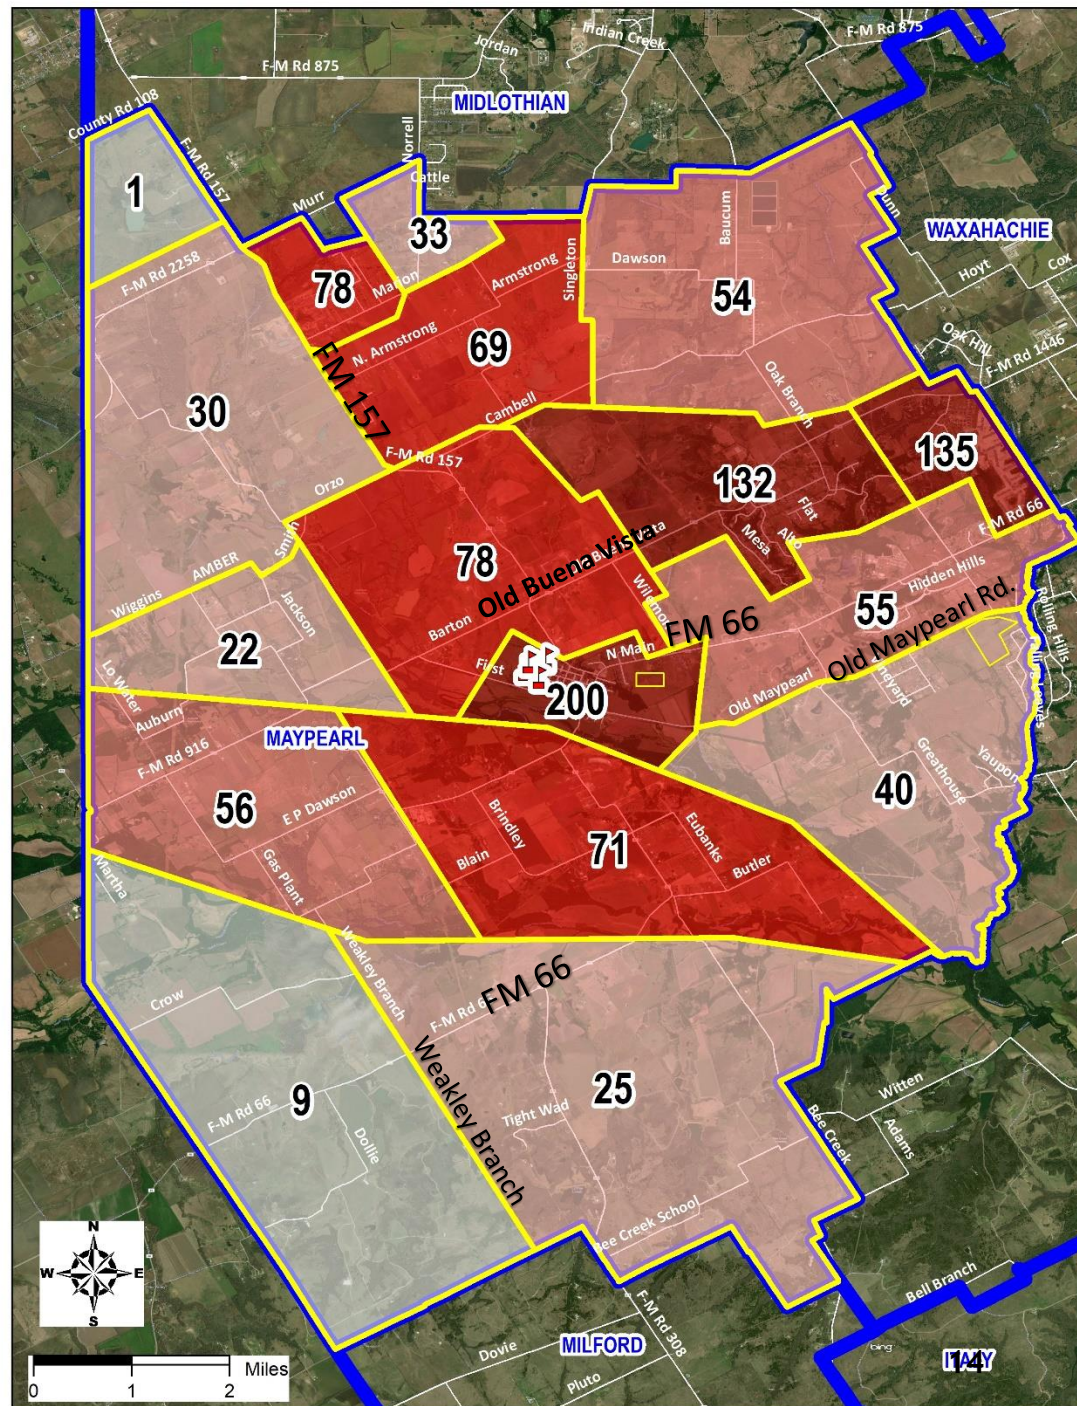 F-M Rd 875
Indian Creek
Jordan
F-M Rd 875
MIDLOTHIAN
County Rd 108
F-M Rd 157
Norrell
Cattle
Murr
Dunn
1
33
WAXAHACHIE
Baucum
Singleton
Dawson
Hoyt
Cox
F-M Rd 2258
Marion
Armstrong
78
54
N. Armstrong
69
Oak Hill
F-M Rd 1446
FM 157
Oak Branch
30
Cambell
F-M Rd 157
135
Orzo
132
Flat
F-M Rd 66
Smith
Mesa
Alto
AMBER
78
Old Buena Vista
Hidden Hills
Wiggins
Jackson
Barton
FM 66
55
Old Maypearl Rd.
Rolling Hills
22
First
N Main
Lo Water
200
Old Maypearl
Auburn
MAYPEARL
F-M Rd 916
Greathouse
Yaupon
56
E P Dawson
40
Brindley
Eubanks
71
Blain
Butler
Gas Plant
Martha
Weakley Branch
FM 66
Crow
Weakley Branch
9
25
F-M Rd 66
Tight Wad
Dollie
Witten
Bee Creek
Adams
Bee Creek School
N
W
E
S
Bell Branch
F-M Rd 308
Dovie
MILFORD
bing
ITALY
14
Pluto
Miles
0 1 2